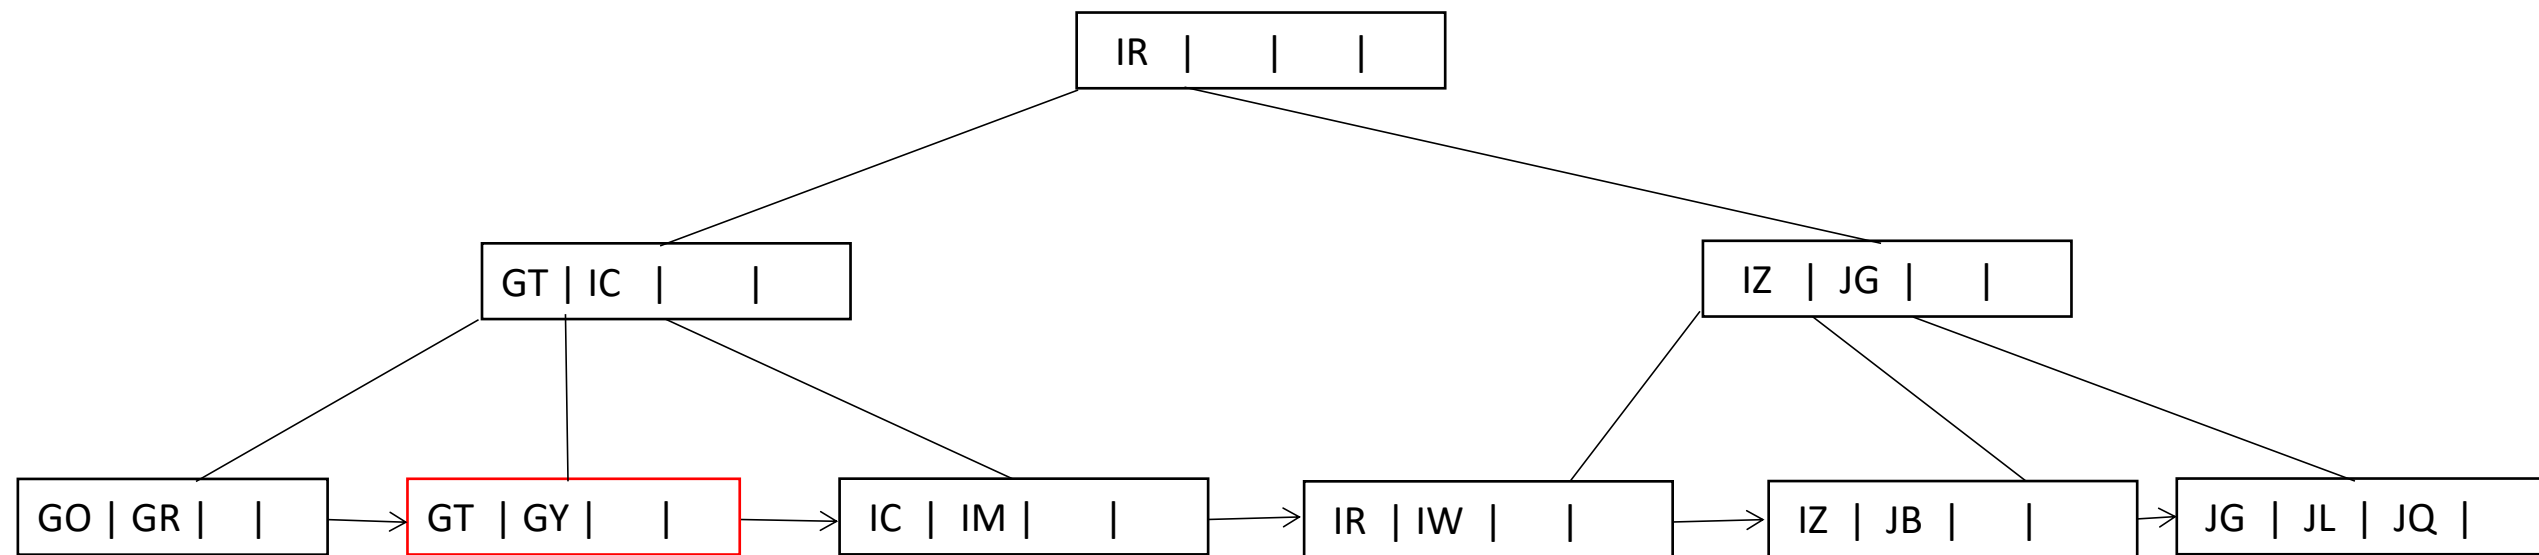 IR | | |
GT | IC | |
IZ | JG | |
GO | GR | |
GT | GY | |
IC | IM | |
IR | IW | |
IZ | JB | |
JG | JL | JQ |